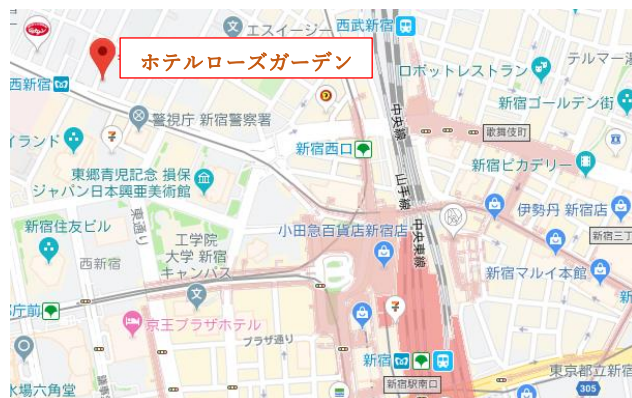 エスイージー
西武新宿
ホテルローズガーデン
ロボットレストラン
テルマー湯
西新宿
新宿ゴールデン街
警視庁 新宿警察署
中央線
歌舞伎町
イランド
新宿西口
山手線
新宿ピカデリー
東郷青児記念 損保
ジャパン日本興亜美術館
東通り
伊勢丹 新宿店
新宿住友ビル
工学院
大学 新宿
キャンパス
小田急百貨店新宿店
中央東線
新宿三丁
西新宿
新宿マルイ本館
庁前
京王プラザホテル
プラザ通り
新宿
東京都立新宿
水場六角堂
新宿駅南口
305